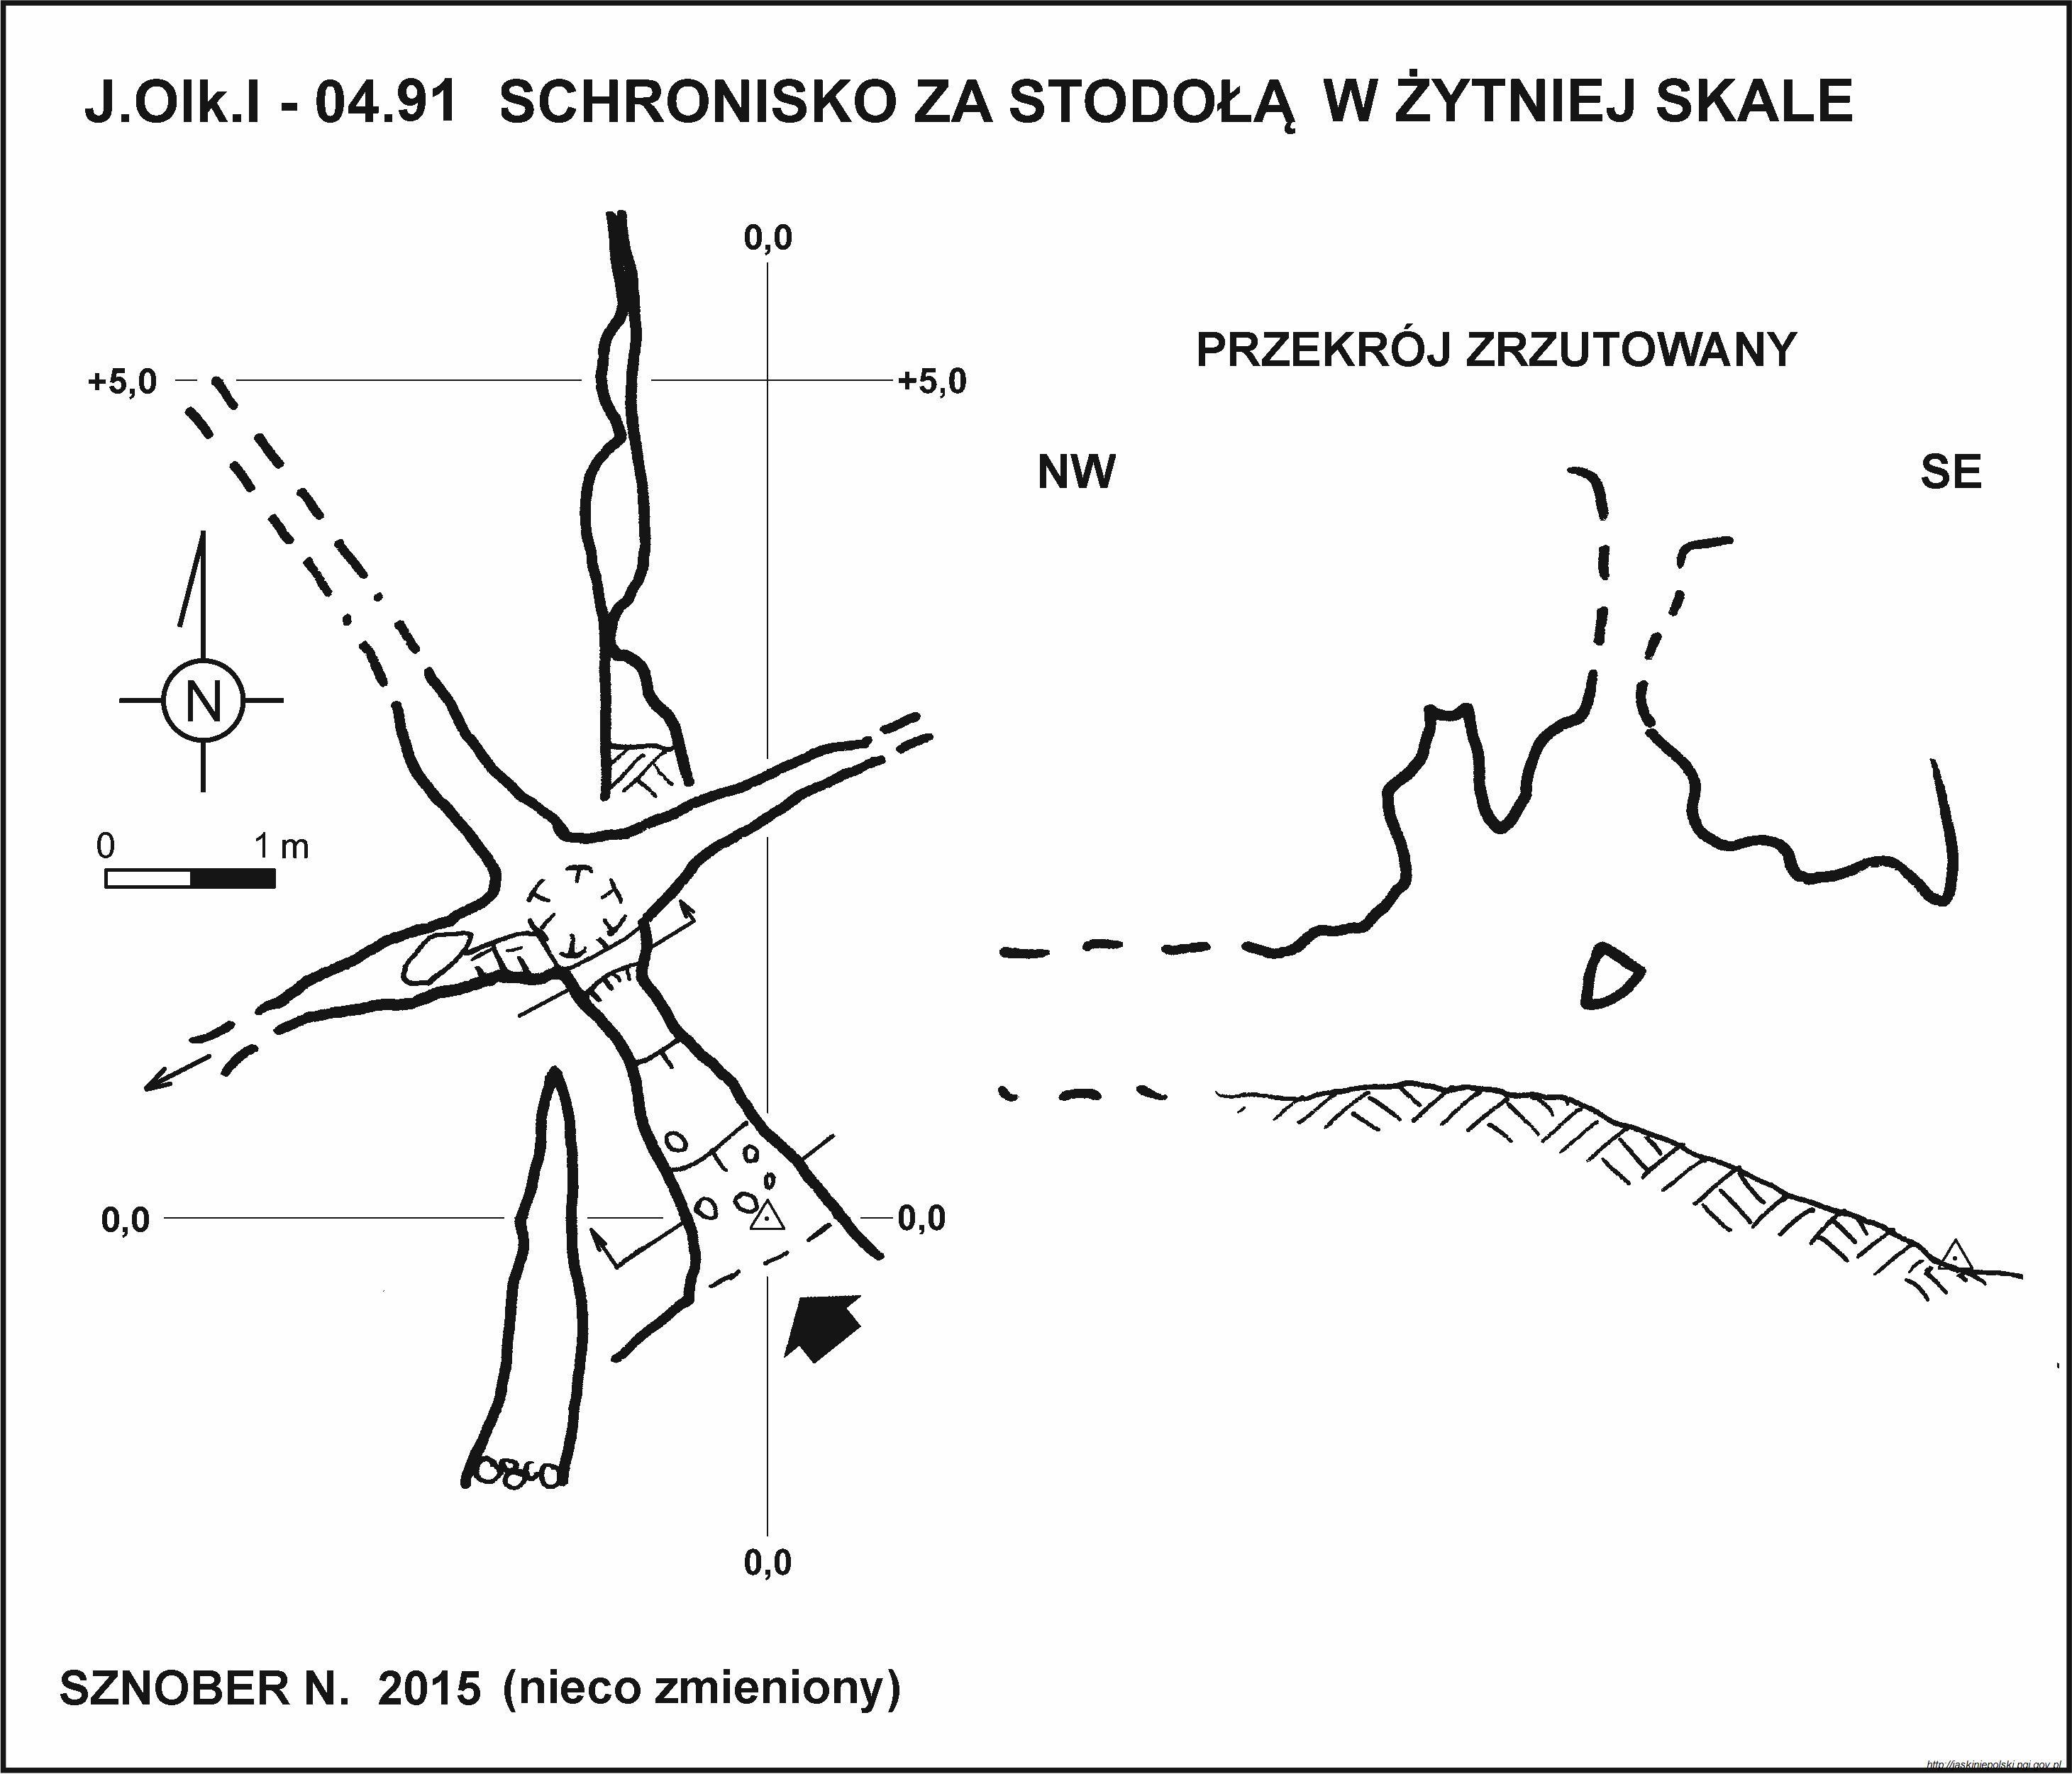 J.Olk.I - 04.91 SCHRONISKO ZA STODOŁĄ W ŻYTNIEJ SKALE
0,0
PRZEKRÓJ ZRZUTOWANY
+5,0
+5,0
NW
SE
N
0
1 m
0,0
0,0
0,0
SZNOBER N. 2015 (nieco zmieniony)
http://jaskiniepolski.pgi.gov.pl